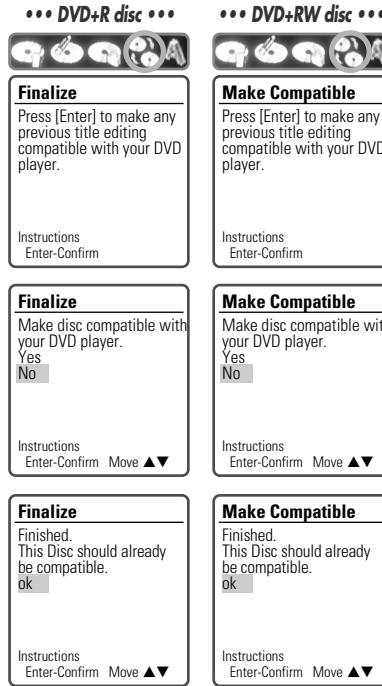 ••• DVD+R disc •••
Finalize
Press [Enter] to make any
previous title editing
compatible with your DVD
player.
Instructions
Enter-Confirm
Finalize
Make disc compatible with
your DVD player.
Yes
No
Instructions
Enter-Confirm Move ▲▼
Finalize
Finished.
This Disc should already
be compatible.
ok
Instructions
Enter-Confirm Move ▲▼
••• DVD+RW disc •••
Make Compatible
Press [Enter] to make any
previous title editing
compatible with your DVD
player.
Instructions
Enter-Confirm
Make Compatible
Make disc compatible wit
your DVD player.
Yes
No
Instructions
Enter-Confirm Move ▲▼
Make Compatible
Finished.
This Disc should already
be compatible.
ok
Instructions
Enter-Confirm Move ▲▼